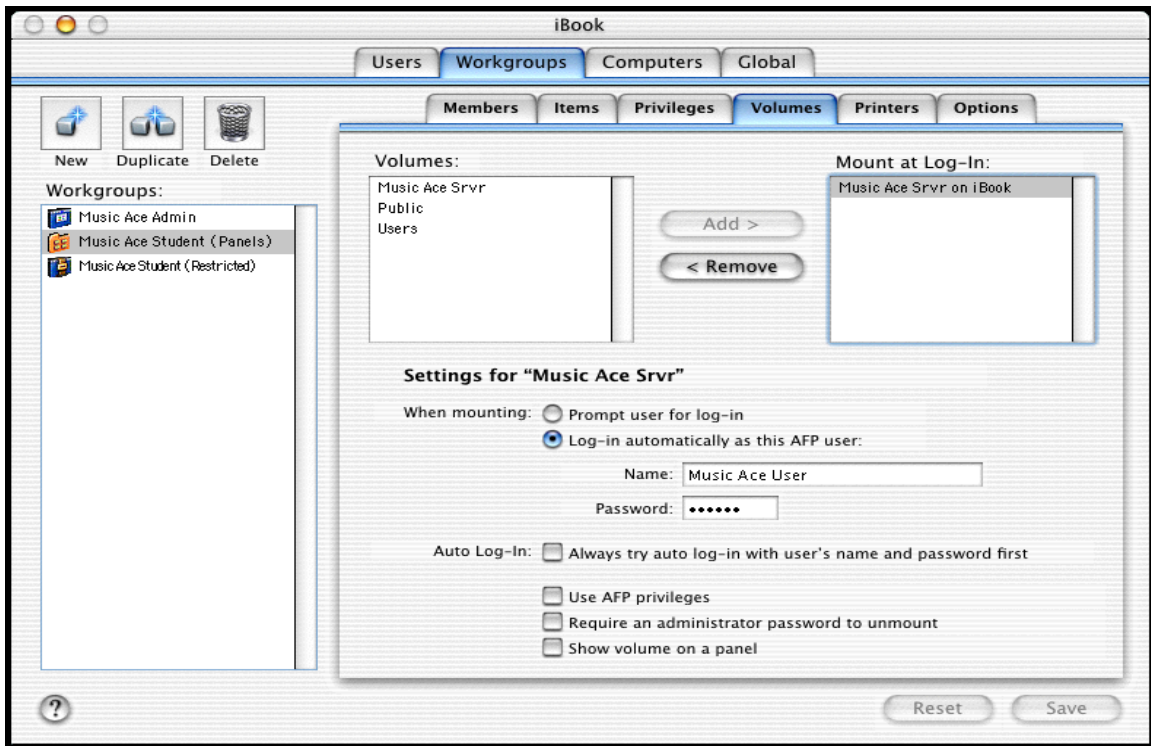 iBook
Users Workgroups Computers Global
Members Items Privileges Volumes Printers Options
New Duplicate Delete
Workgroups:
Music Ace Admin
Music Ace Student (Panels)
Music Ace Student (Restricted)
Volumes:
Music Ace Srvr
Public
Users
Add >
< Remove
Mount at Log-In:
Music Ace Srvr on iBook
Settings for “Music Ace Srvr”
When mounting: Prompt user for log-in
Log-in automatically as this AFP user:
Name: Music Ace User
Password: ••••••
Auto Log-In: Always try auto log-in with user's name and password first
Use AFP privileges
Require an administrator password to unmount
Show volume on a panel
?
Reset Save